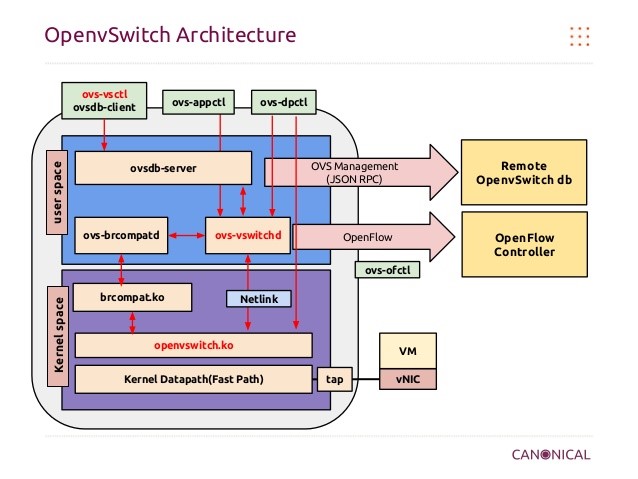 OpenvSwitch Architecture
ovs-vsctl
ovsdb-client
ovs-appctl
ovs-dpctl
user space
ovsdb-server
OVS Management
(JSON RPC)
Remote
OpenvSwitch db
ovs-brcompatd
ovs-vswitchd
OpenFlow
OpenFlow
Controller
ovs-ofctl
Kernel space
brcompat.ko
Netlink
openvswitch.ko
Kernel Datapath(Fast Path)
tap
VM
vNIC
CANONICAL